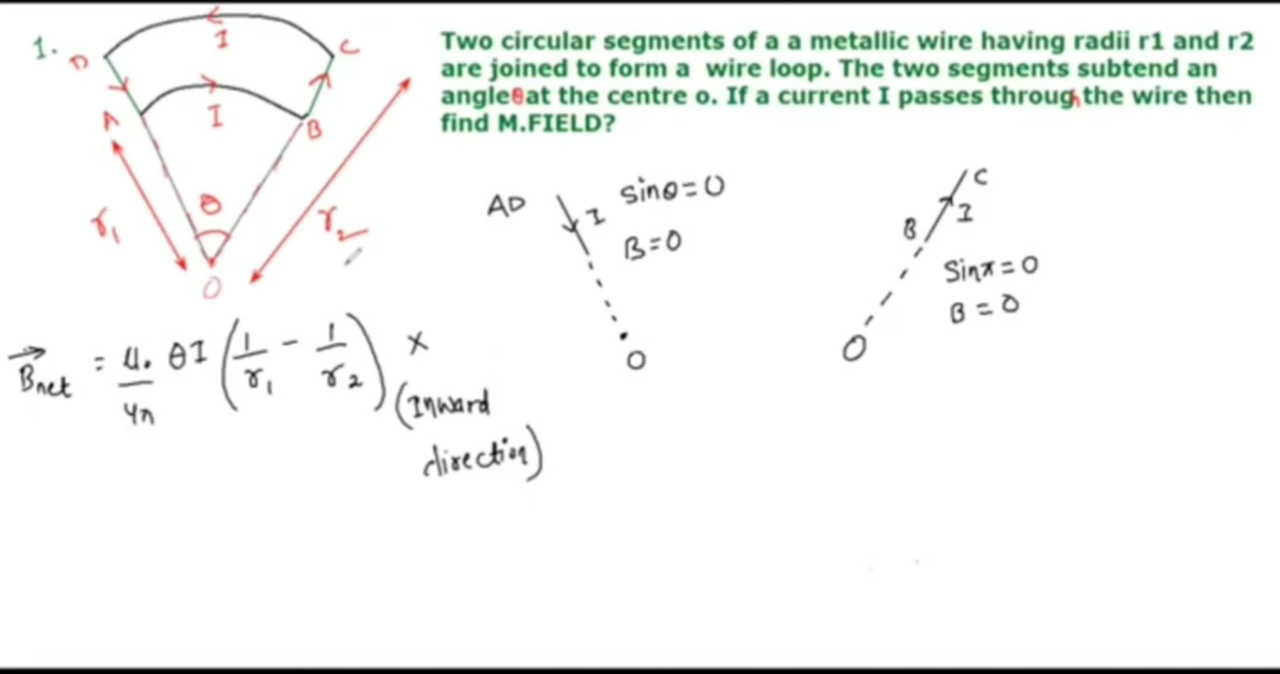 1.
D
I
C
A
I
B
θ
r1
r2
O
Two circular segments of a a metallic wire having radii r1 and r2
are joined to form a wire loop. The two segments subtend an
angleθat the centre o. If a current I passes through the wire then
find M.FIELD?
AD
I
sinθ=0
B=0
O
C
B
I
Sinπ=0
B=0
O
B⃗net = μ₀/4π θI (1/r1 - 1/r2) ×
(Inward
direction)